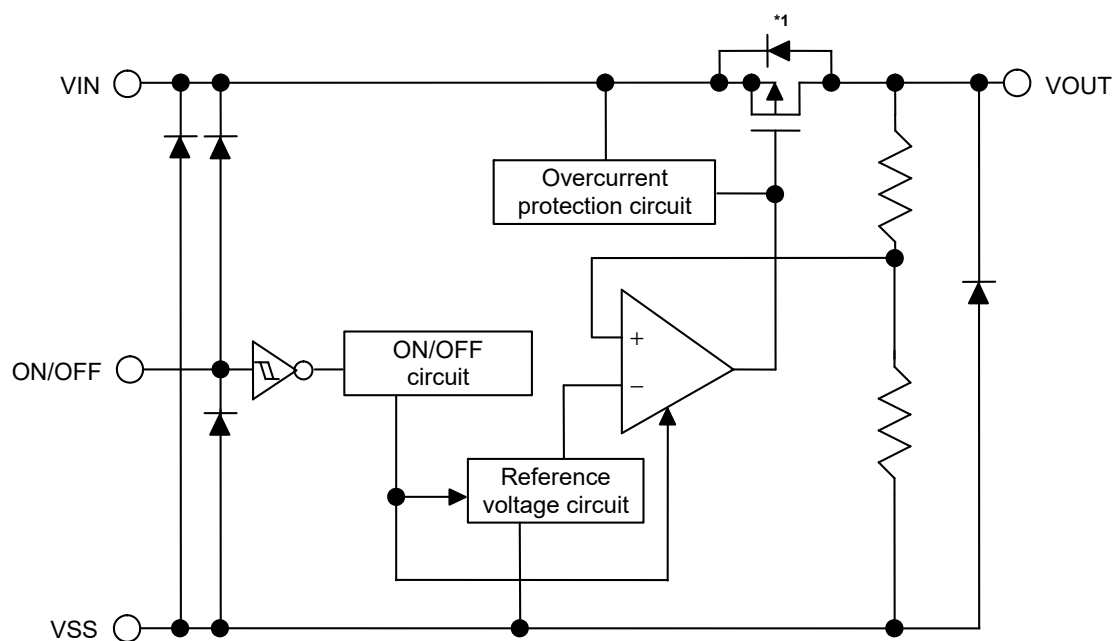 *1
VIN
VOUT
Overcurrent
protection circuit
+
−
ON/OFF
ON/OFF
circuit
Reference
voltage circuit
VSS